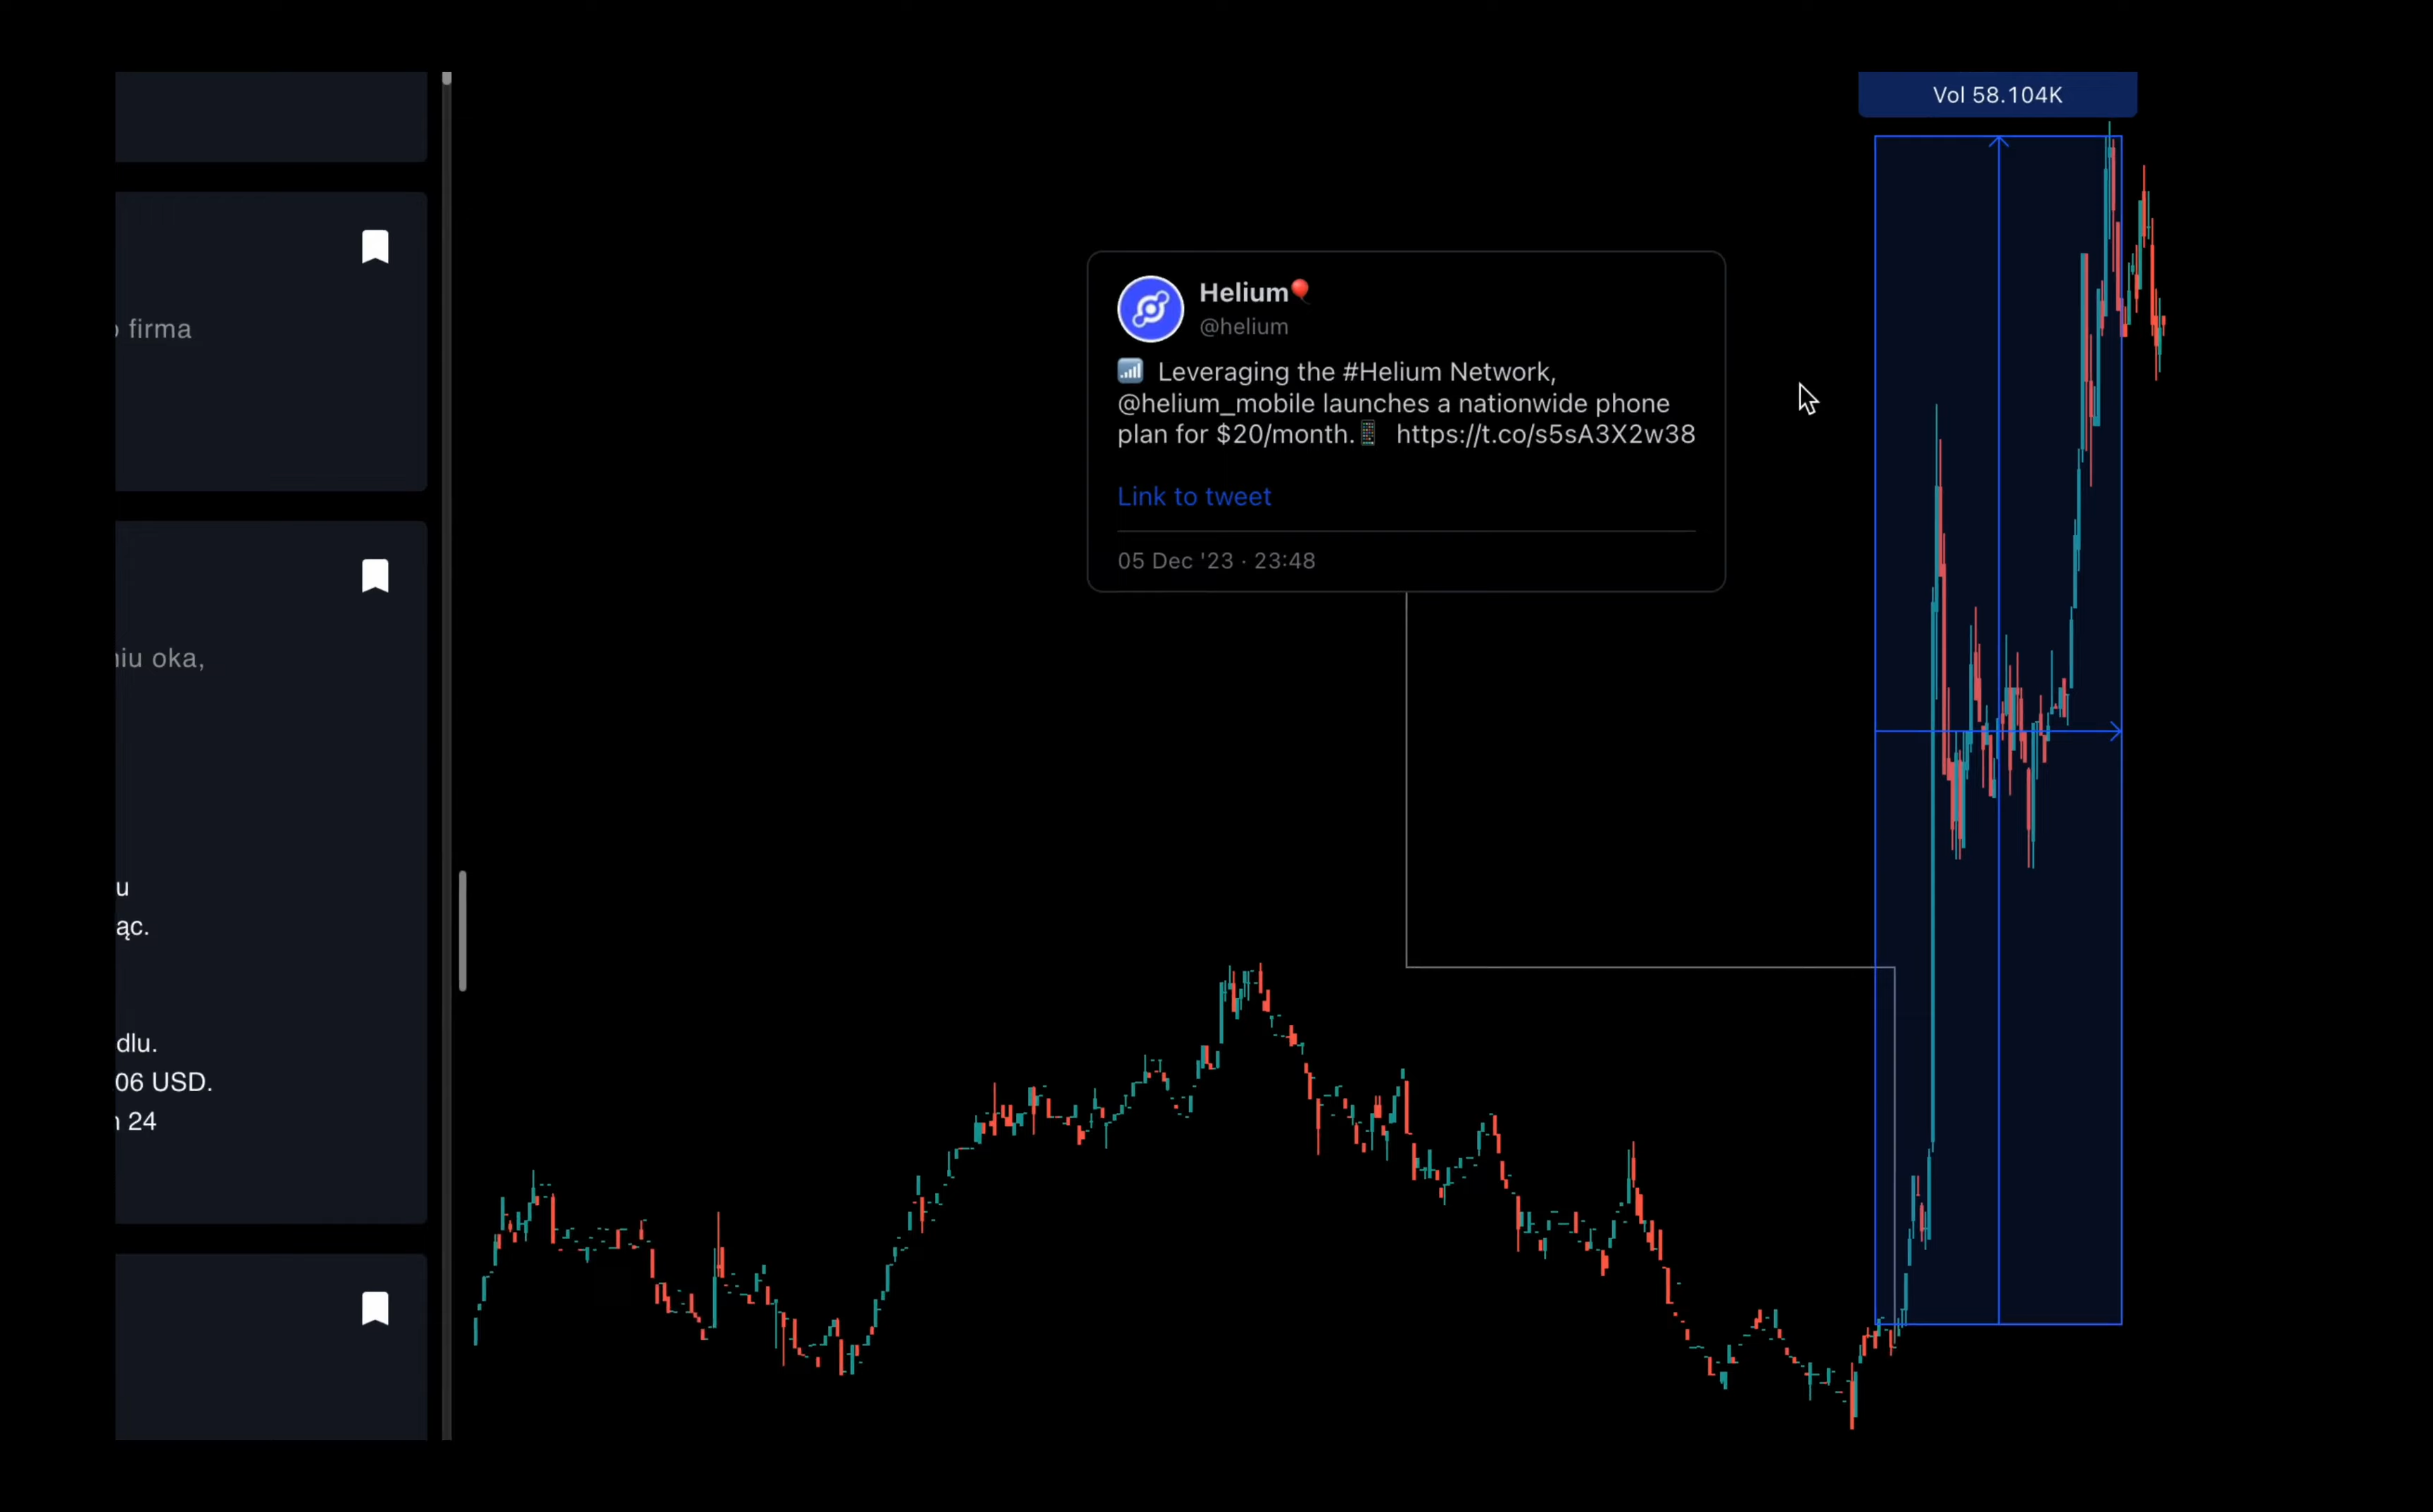 Vol 58.104K
firma
Helium
@helium
Leveraging the #Helium Network,
@helium_mobile launches a nationwide phone
plan for $20/month. https://t.co/s5sA3X2w38
Link to tweet
05 Dec '23 · 23:48
oka,
u
ąc.
dlu.
06 USD.
24